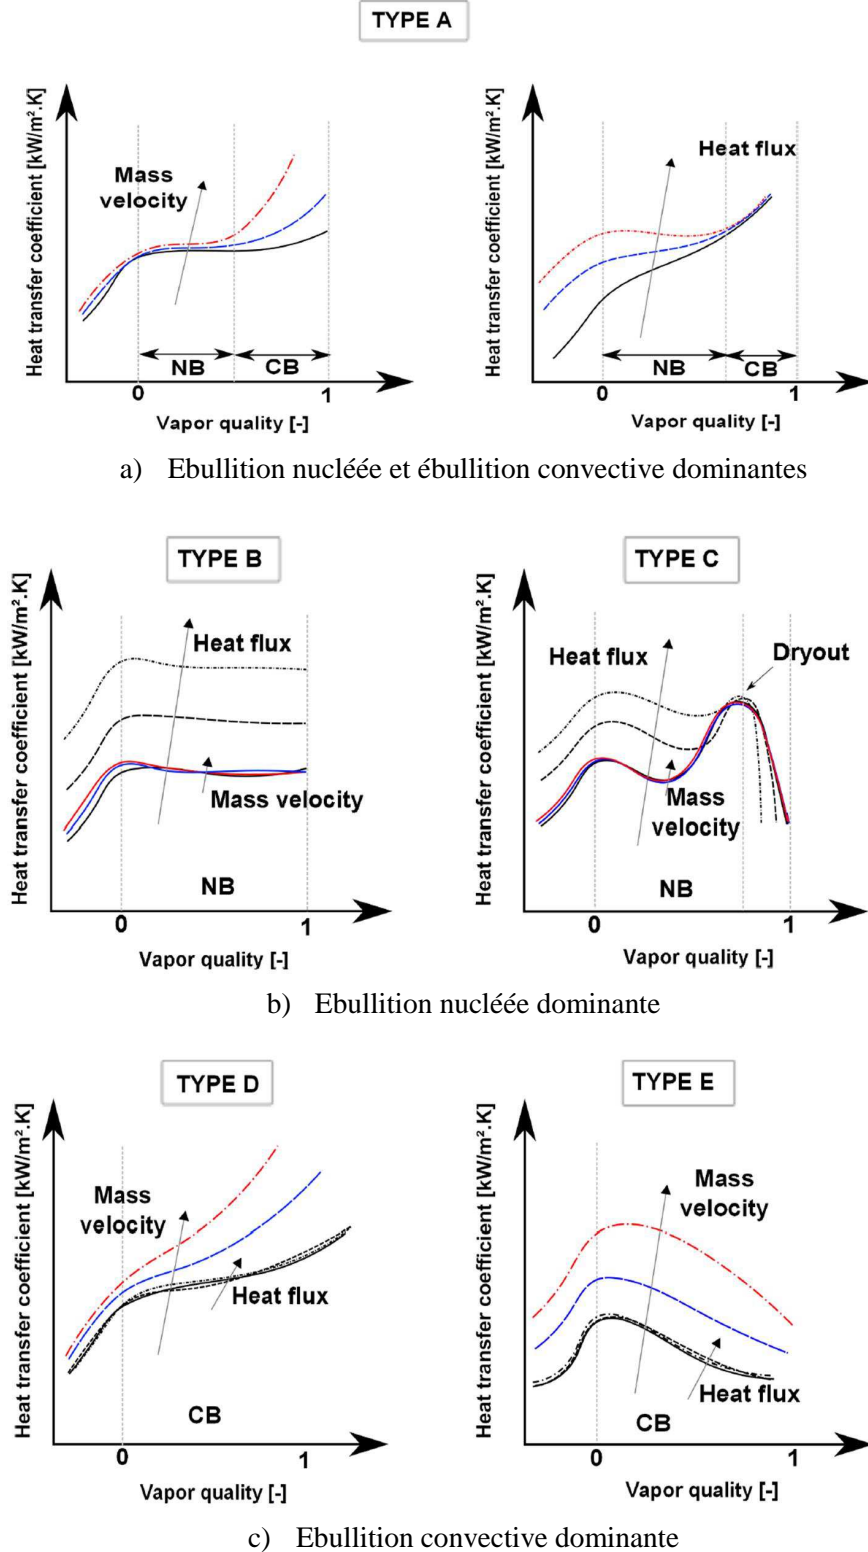 TYPE A
Heat transfer coefficient [kW/m².K]
Mass
velocity
NB
CB
0
1
Vapor quality [-]
Heat transfer coefficient [kW/m².K]
Heat flux
NB
CB
0
1
Vapor quality [-]
a) Ebullition nucléée et ébullition convective dominantes
TYPE B
Heat transfer coefficient [kW/m².K]
Heat flux
Mass velocity
NB
0
1
Vapor quality [-]
TYPE C
Heat transfer coefficient [kW/m².K]
Heat flux
Dryout
Mass
velocity
NB
0
1
Vapor quality [-]
b) Ebullition nucléée dominante
TYPE D
Heat transfer coefficient [kW/m².K]
Mass
velocity
Heat flux
CB
0
1
Vapor quality [-]
TYPE E
Heat transfer coefficient [kW/m².K]
Mass
velocity
Heat flux
CB
0
1
Vapor quality [-]
c) Ebullition convective dominante